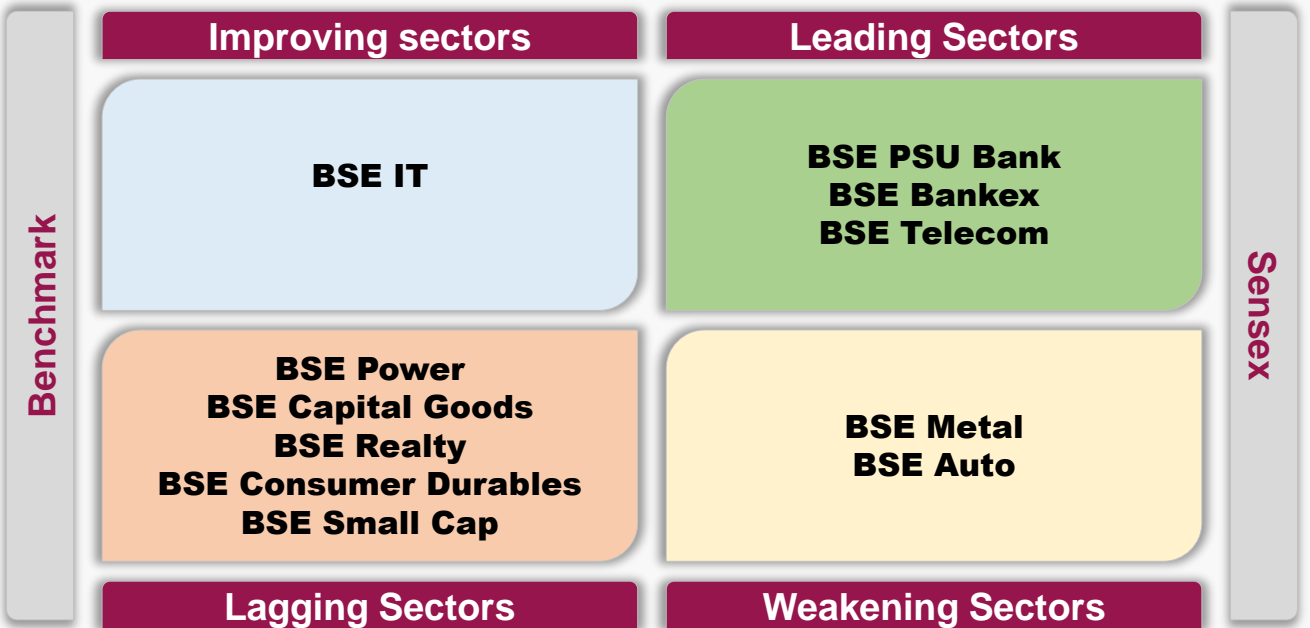 Benchmark
Improving sectors
BSE IT
Leading Sectors
BSE PSU Bank
BSE Bankex
BSE Telecom
BSE Power
BSE Capital Goods
BSE Realty
BSE Consumer Durables
BSE Small Cap
Lagging Sectors
BSE Metal
BSE Auto
Weakening Sectors
Sensex